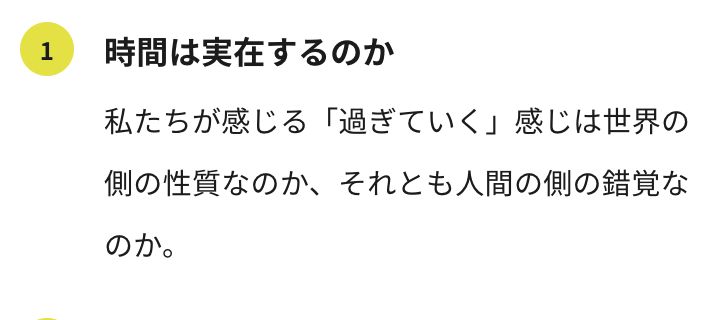 1
時間は実在するのか
私たちが感じる「過ぎていく」感じは世界の
側の性質なのか、それとも人間の側の錯覚な
のか。